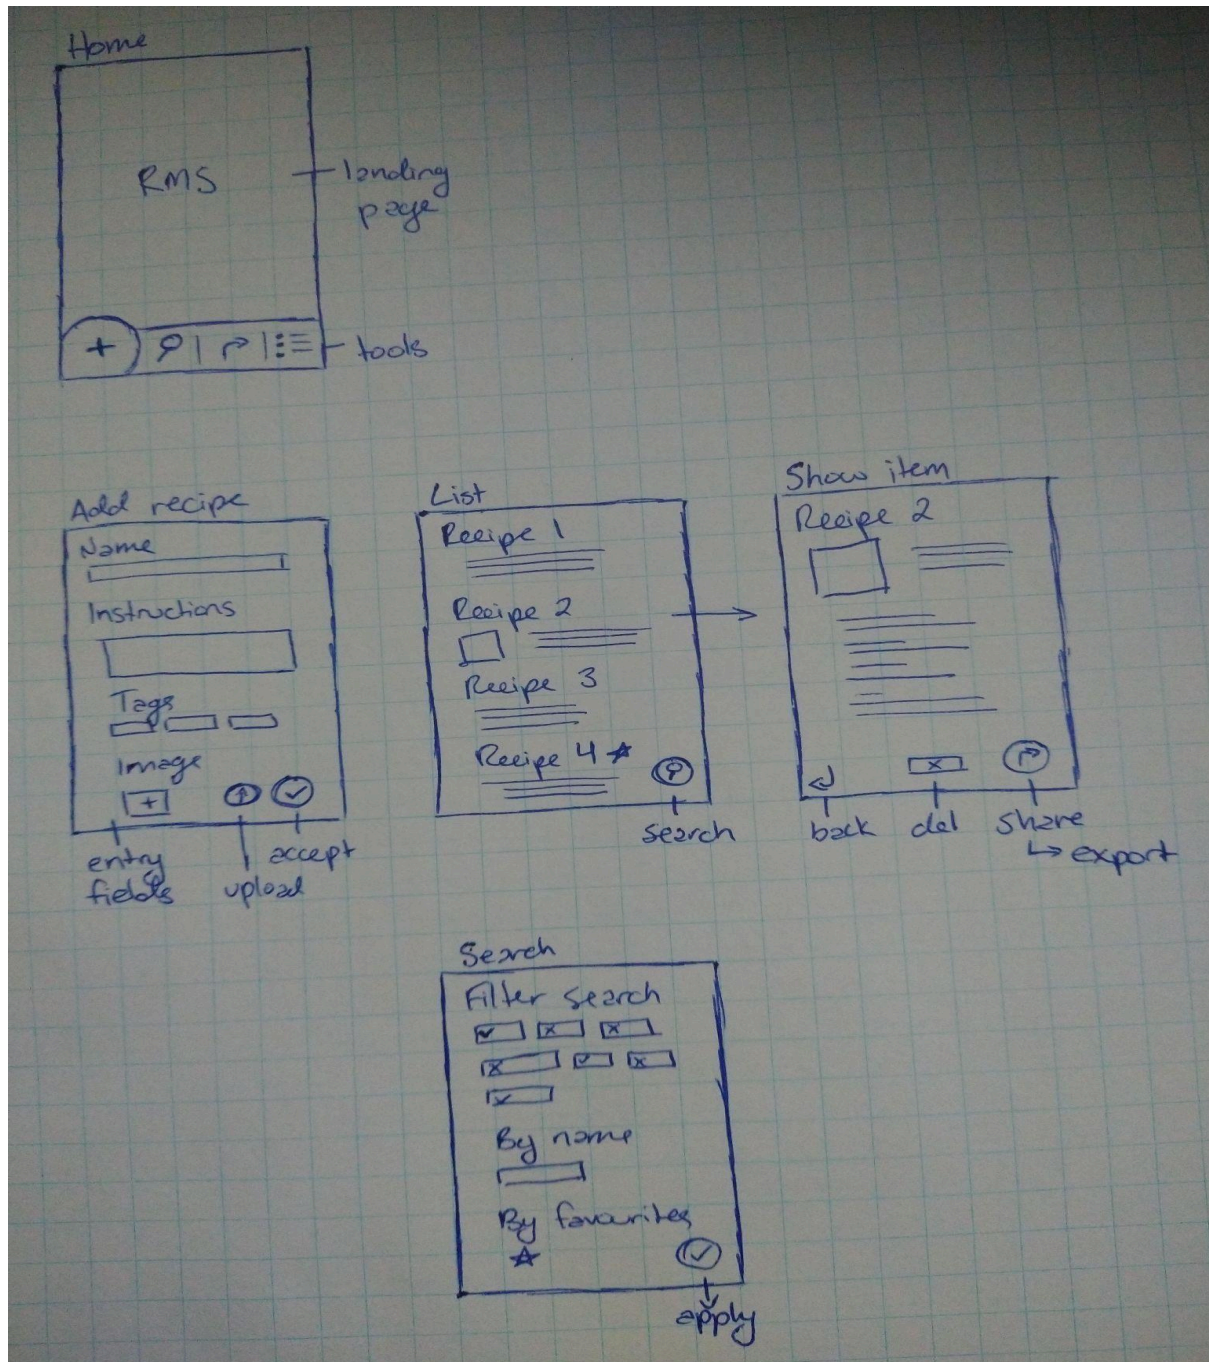 Home
RMS
landing
page
tools
Add recipe
Name
Instructions
Tags
Image
entry
fields
upload
accept
List
Recipe 1
Recipe 2
Recipe 3
Recipe 4
search
Show item
Recipe 2
back
del
share
export
Search
Filter search
By name
By favourites
apply